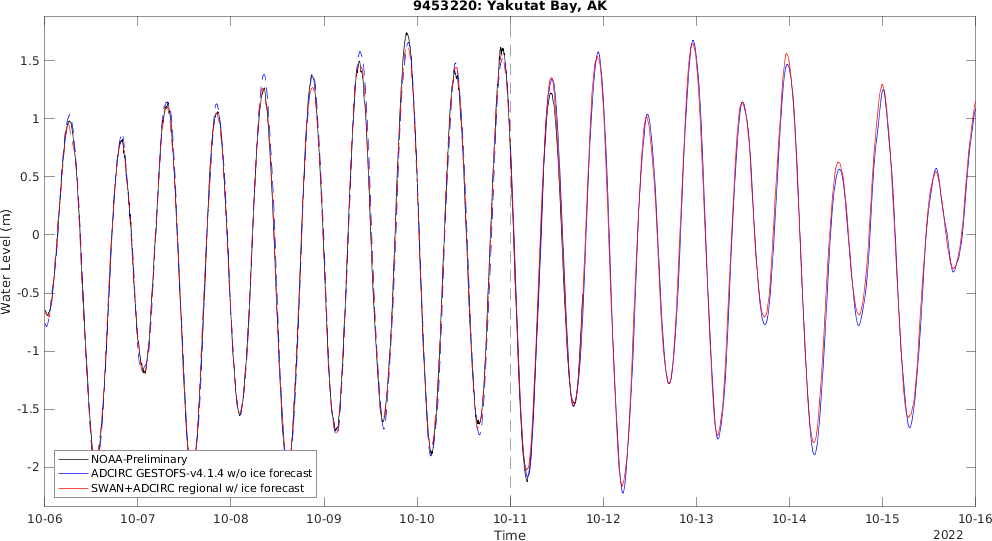 9453220: Yakutat Bay, AK
Water Level (m)
1.5
1
0.5
0
-0.5
-1
-1.5
-2
NOAA-Preliminary
ADCIRC GESTOFS-v4.1.4 w/o ice forecast
SWAN+ADCIRC regional w/ ice forecast
10-06 10-07 10-08 10-09 10-10 10-11 10-12 10-13 10-14 10-15 10-16
Time
2022